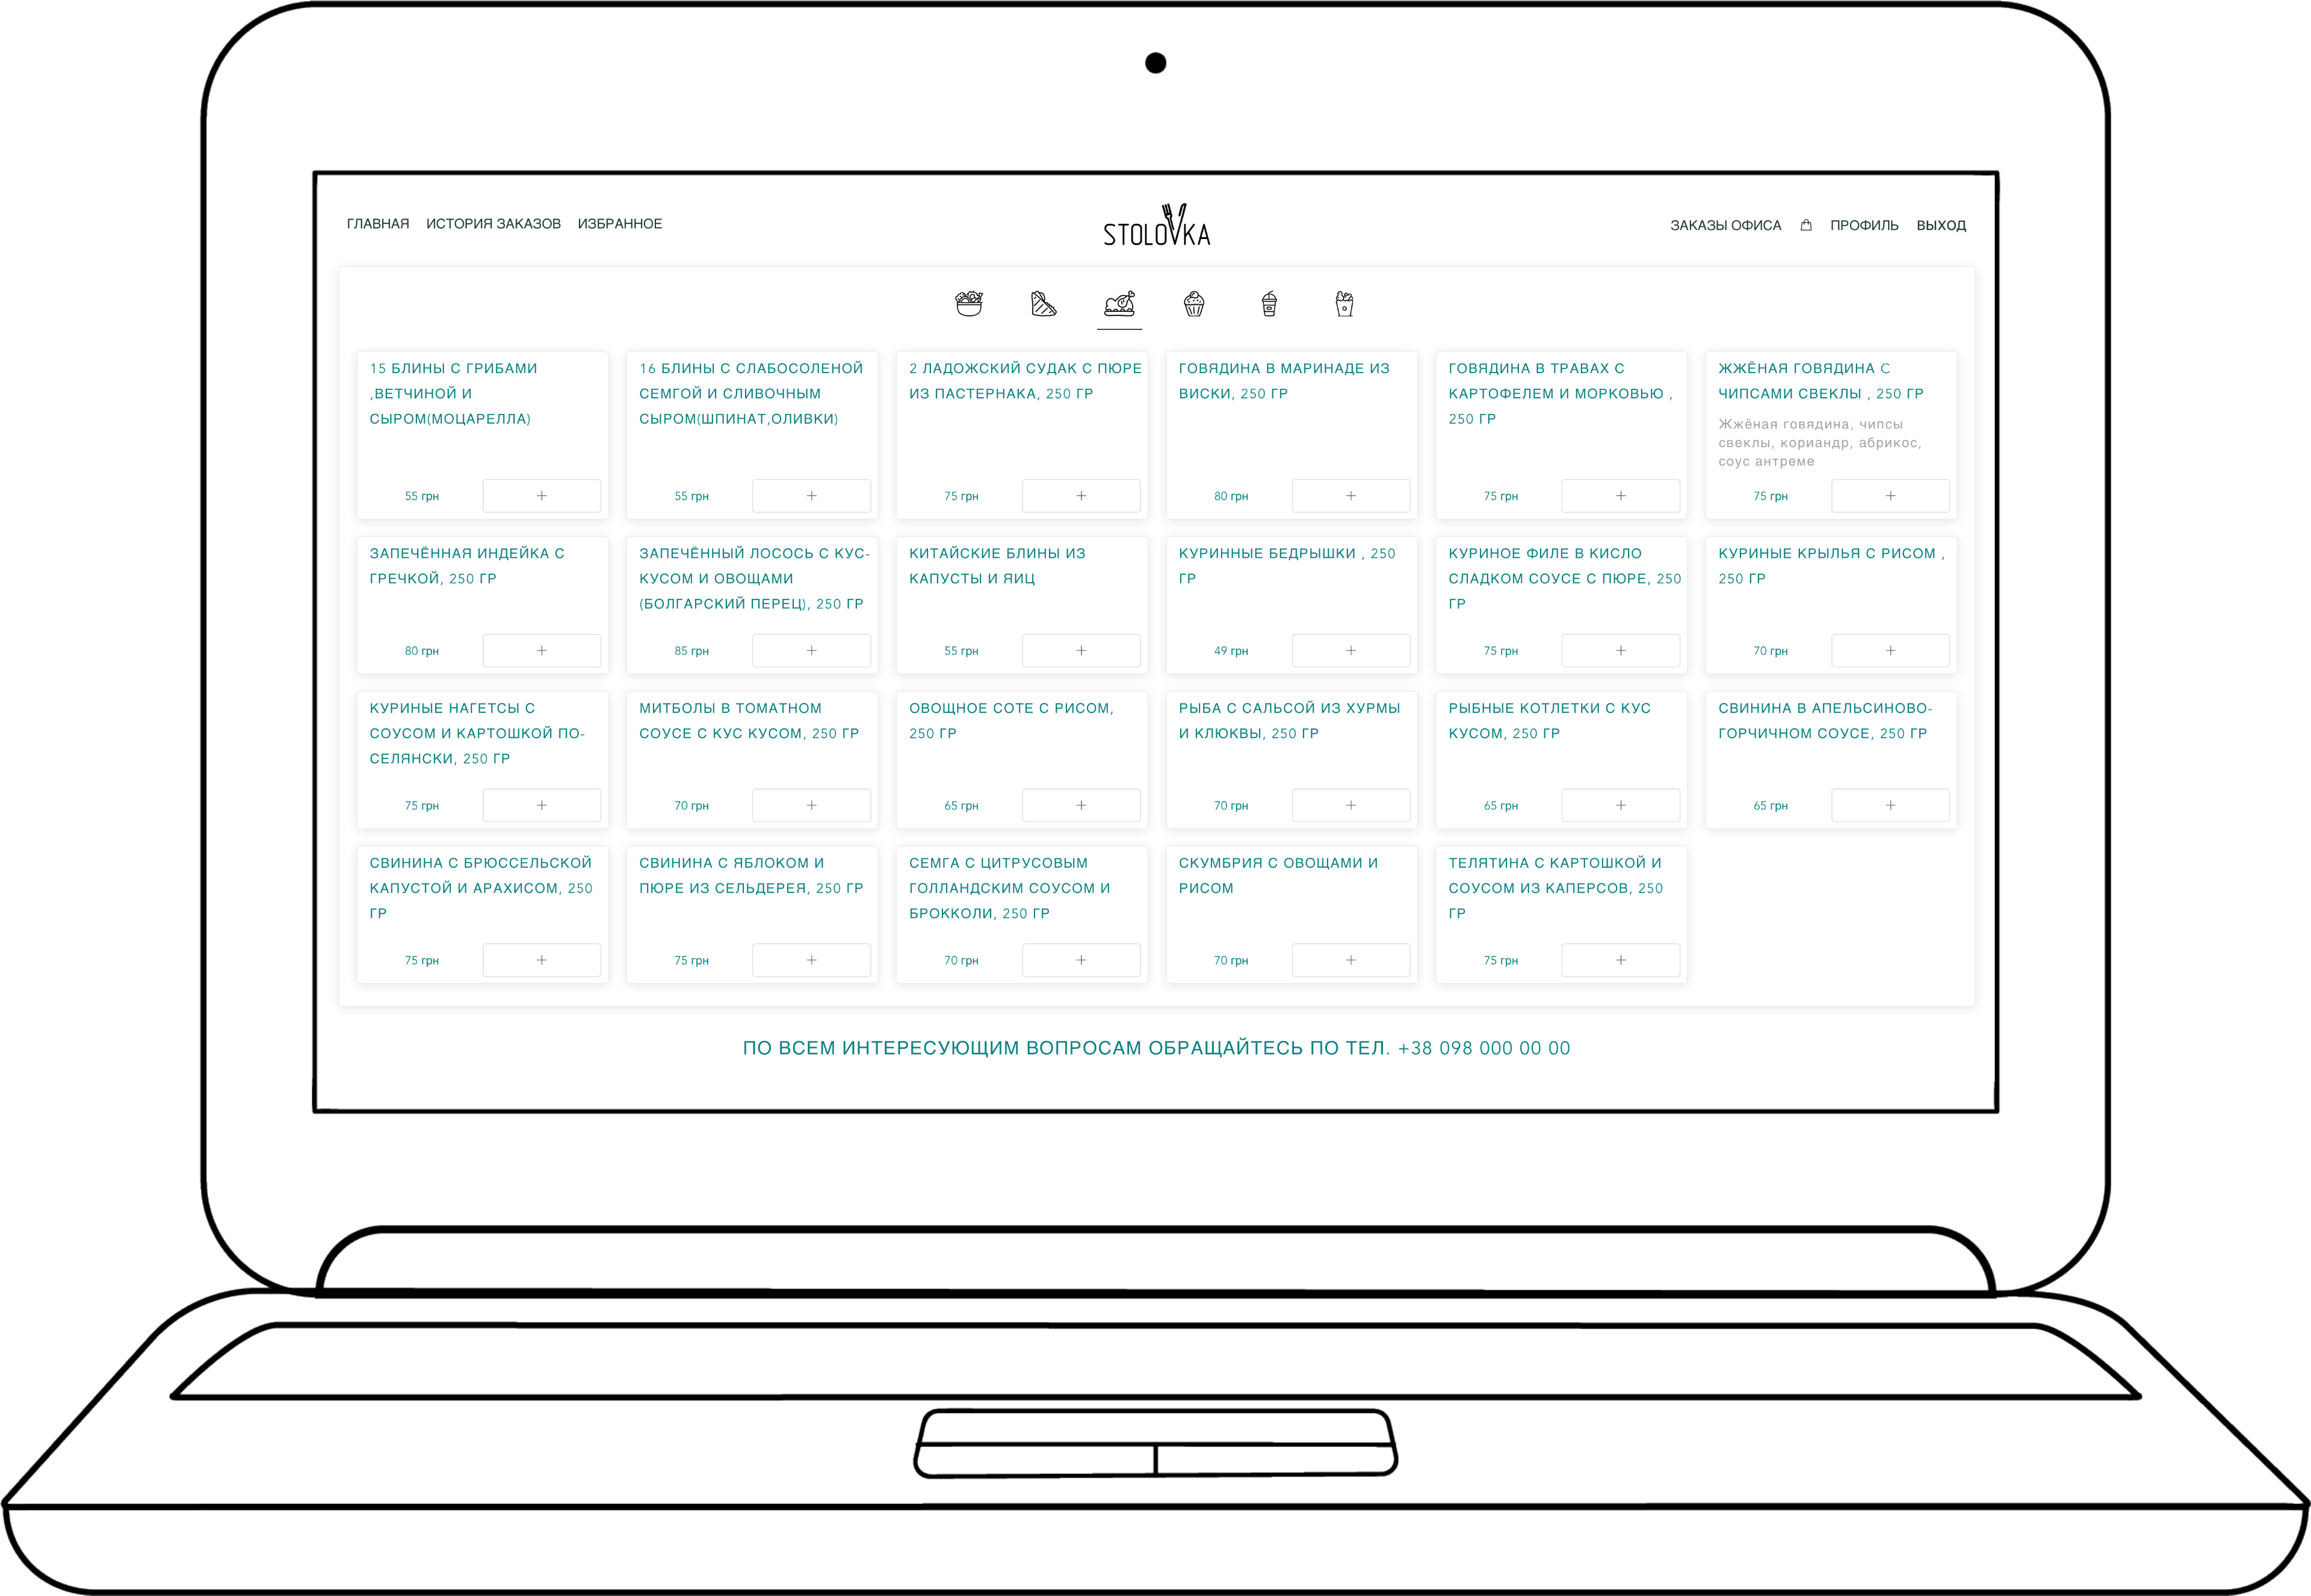 ГЛАВНАЯ ИСТОРИЯ ЗАКАЗОВ ИЗБРАННОЕ
STOLOVKA
ЗАКАЗЫ ОФИСА ПРОФИЛЬ ВЫХОД
15 БЛИНЫ С ГРИБАМИ
,ВЕТЧИНОЙ И
СЫРОМ(МОЦАРЕЛЛА)
55 грн +
16 БЛИНЫ С СЛАБОСОЛЕНОЙ
СЕМГОЙ И СЛИВОЧНЫМ
СЫРОМ(ШПИНАТ,ОЛИВКИ)
55 грн +
2 ЛАДОЖСКИЙ СУДАК С ПЮРЕ
ИЗ ПАСТЕРНАКА, 250 ГР
75 грн +
ГОВЯДИНА В МАРИНАДЕ ИЗ
ВИСКИ, 250 ГР
80 грн +
ГОВЯДИНА В ТРАВАХ С
КАРТОФЕЛЕМ И МОРКОВЬЮ ,
250 ГР
75 грн +
ЖЖЁНАЯ ГОВЯДИНА С
ЧИПСАМИ СВЕКЛЫ , 250 ГР
Жжёная говядина, чипсы
свеклы, кориандр, абрикос,
соус антреме
75 грн +
ЗАПЕЧЁННАЯ ИНДЕЙКА С
ГРЕЧКОЙ, 250 ГР
80 грн +
ЗАПЕЧЁННЫЙ ЛОСОСЬ С КУС-
КУСОМ И ОВОЩАМИ
(БОЛГАРСКИЙ ПЕРЕЦ), 250 ГР
85 грн +
КИТАЙСКИЕ БЛИНЫ ИЗ
КАПУСТЫ И ЯИЦ
55 грн +
КУРИННЫЕ БЕДРЫШКИ , 250
ГР
49 грн +
КУРИНОЕ ФИЛЕ В КИСЛО
СЛАДКОМ СОУСЕ С ПЮРЕ, 250
ГР
75 грн +
КУРИНЫЕ КРЫЛЬЯ С РИСОМ ,
250 ГР
70 грн +
КУРИНЫЕ НАГЕТСЫ С
СОУСОМ И КАРТОШКОЙ ПО-
СЕЛЯНСКИ, 250 ГР
75 грн +
МИТБОЛЫ В ТОМАТНОМ
СОУСЕ С КУС КУСОМ, 250 ГР
70 грн +
ОВОЩНОЕ СОТЕ С РИСОМ,
250 ГР
65 грн +
РЫБА С САЛЬСОЙ ИЗ ХУРМЫ
И КЛЮКВЫ, 250 ГР
70 грн +
РЫБНЫЕ КОТЛЕТКИ С КУС
КУСОМ, 250 ГР
65 грн +
СВИНИНА В АПЕЛЬСИНОВО-
ГОРЧИЧНОМ СОУСЕ, 250 ГР
65 грн +
СВИНИНА С БРЮССЕЛЬСКОЙ
КАПУСТОЙ И АРАХИСОМ, 250
ГР
75 грн +
СВИНИНА С ЯБЛОКОМ И
ПЮРЕ ИЗ СЕЛЬДЕРЕЯ, 250 ГР
75 грн +
СЕМГА С ЦИТРУСОВЫМ
ГОЛЛАНДСКИМ СОУСОМ И
БРОККОЛИ, 250 ГР
70 грн +
СКУМБРИЯ С ОВОЩАМИ И
РИСОМ
70 грн +
ТЕЛЯТИНА С КАРТОШКОЙ И
СОУСОМ ИЗ КАПЕРСОВ, 250
ГР
75 грн +
ПО ВСЕМ ИНТЕРЕСУЮЩИМ ВОПРОСАМ ОБРАЩАЙТЕСЬ ПО ТЕЛ. +38 098 000 00 00